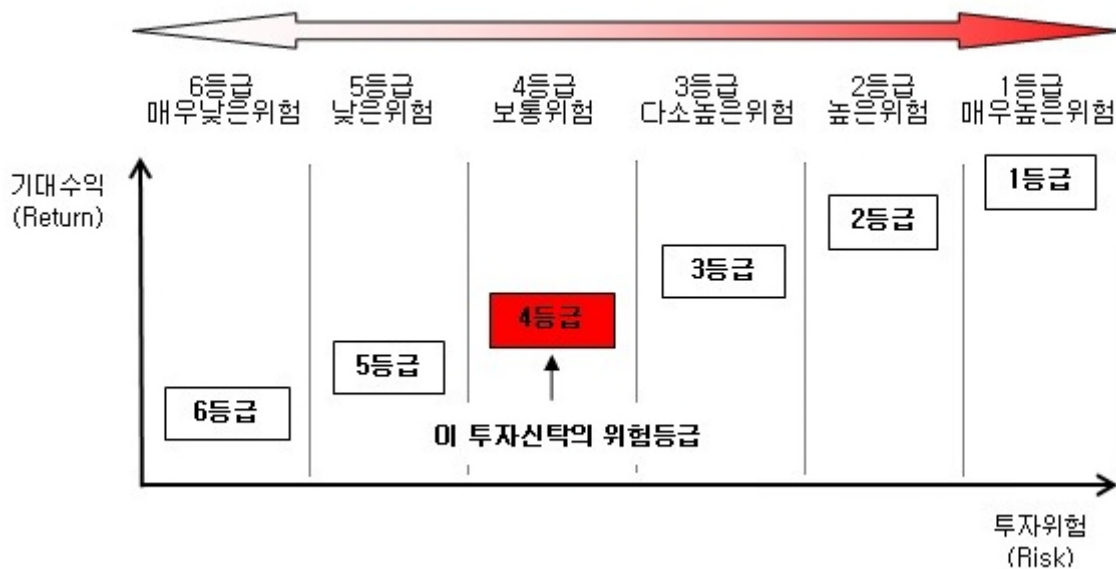 6등급
매우낮은위험
5등급
낮은위험
4등급
보통위험
3등급
다소높은위험
2등급
높은위험
1등급
매우높은위험
기대수익
(Return)
1등급
2등급
3등급
4등급
5등급
6등급
이 투자신탁의 위험등급
투자위험
(Risk)